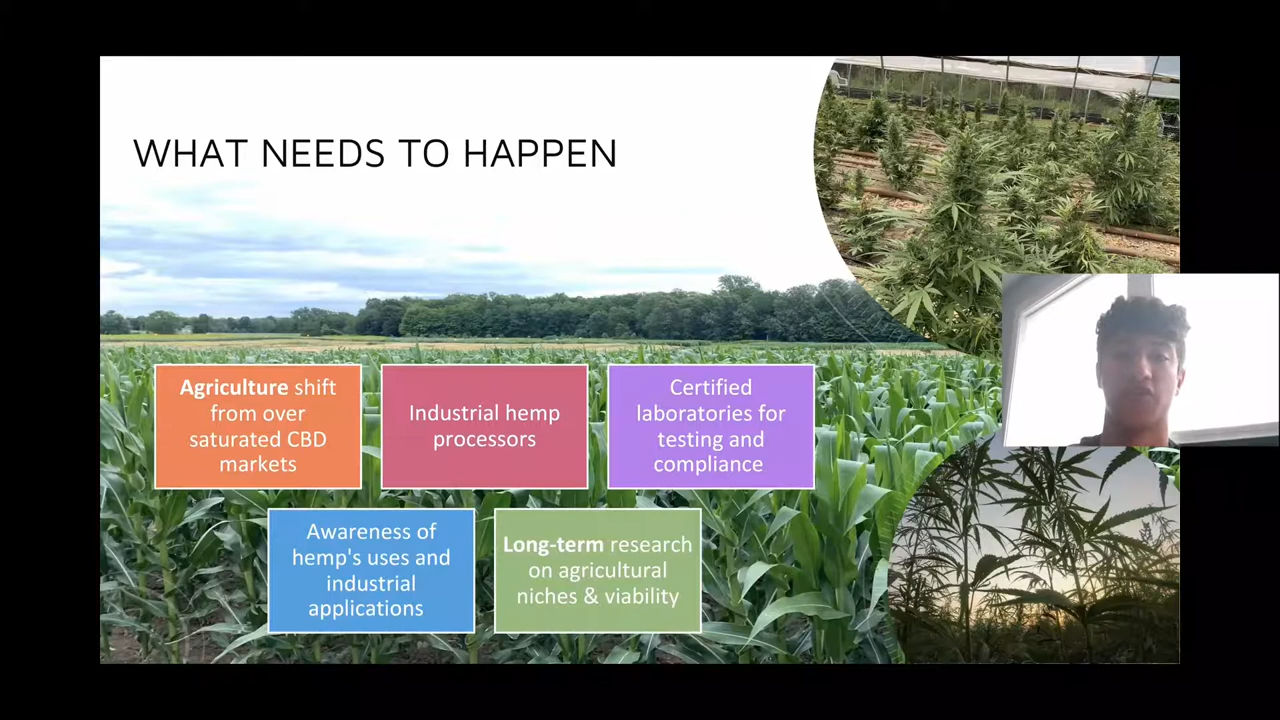 WHAT NEEDS TO HAPPEN
Agriculture shift
from over
saturated CBD
markets
Industrial hemp
processors
Certified
laboratories for
testing and
compliance
Awareness of
hemp's uses and
industrial
applications
Long-term research
on agricultural
niches & viability